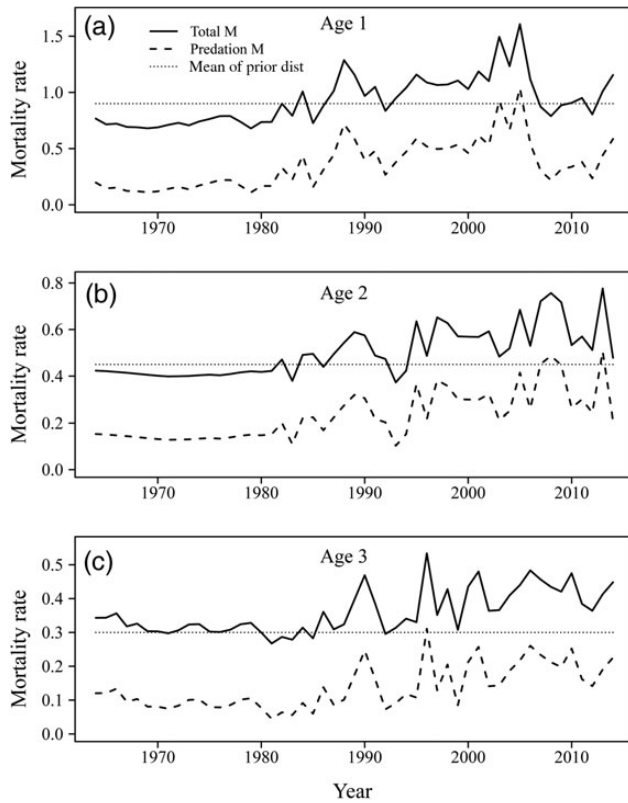 (a)
Age 1
Total M
Predation M
Mean of prior dist
Mortality rate
1.5
1.0
0.5
0.0
1970 1980 1990 2000 2010
(b)
Age 2
Mortality rate
0.8
0.6
0.4
0.2
0.0
1970 1980 1990 2000 2010
(c)
Age 3
Mortality rate
0.5
0.4
0.3
0.2
0.1
0.0
1970 1980 1990 2000 2010
Year